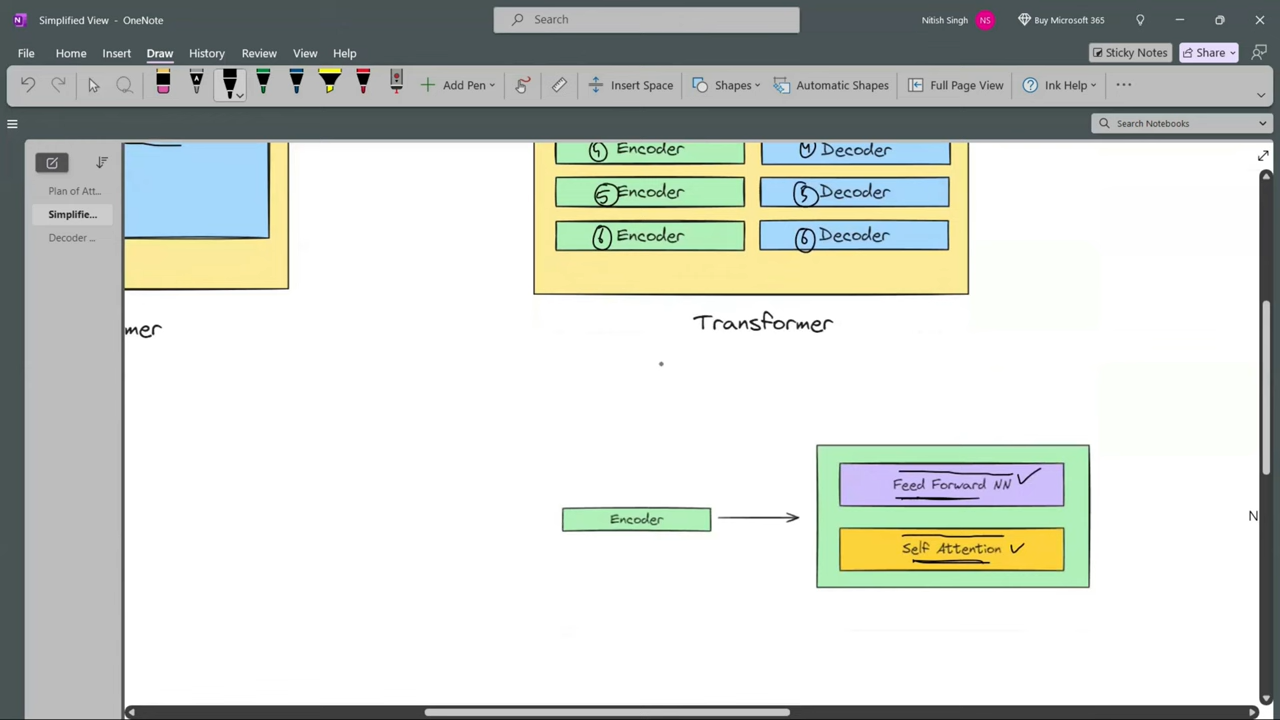 Simplified View - OneNote
Search
Nitish Singh NS
Buy Microsoft 365
File Home Insert Draw History Review View Help
Sticky Notes
Share
Add Pen
Insert Space
Shapes
Automatic Shapes
Full Page View
Ink Help
Search Notebooks
Plan of Att...
Simplifie...
Decoder ...
4 Encoder
4 Decoder
5 Encoder
5 Decoder
6 Encoder
6 Decoder
mer
Transformer
Feed Forward NN
Encoder
N
Self Attention